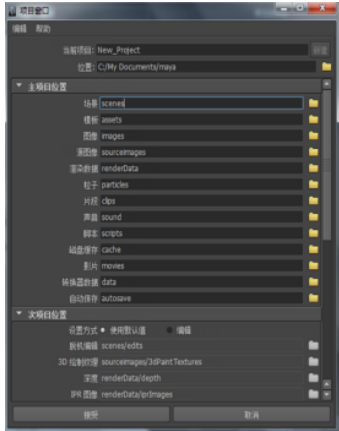 项目窗口
编辑 帮助
当前项目: New_Project 新建
位置: C:/My Documents/maya
主项目位置
场景 scenes
模板 assets
图像 images
源图像 sourceimages
渲染数据 renderData
粒子 particles
片段 clips
声音 sound
脚本 scripts
磁盘缓存 cache
影片 movies
转换器数据 data
自动保存 autosave
次项目位置
设置方式 使用默认值 编辑
脱机编辑 scenes/edits
3D 绘制纹理 sourceimages/3dPaintTextures
深度 renderData/depth
IPR 图像 renderData/iprImages
接受 取消